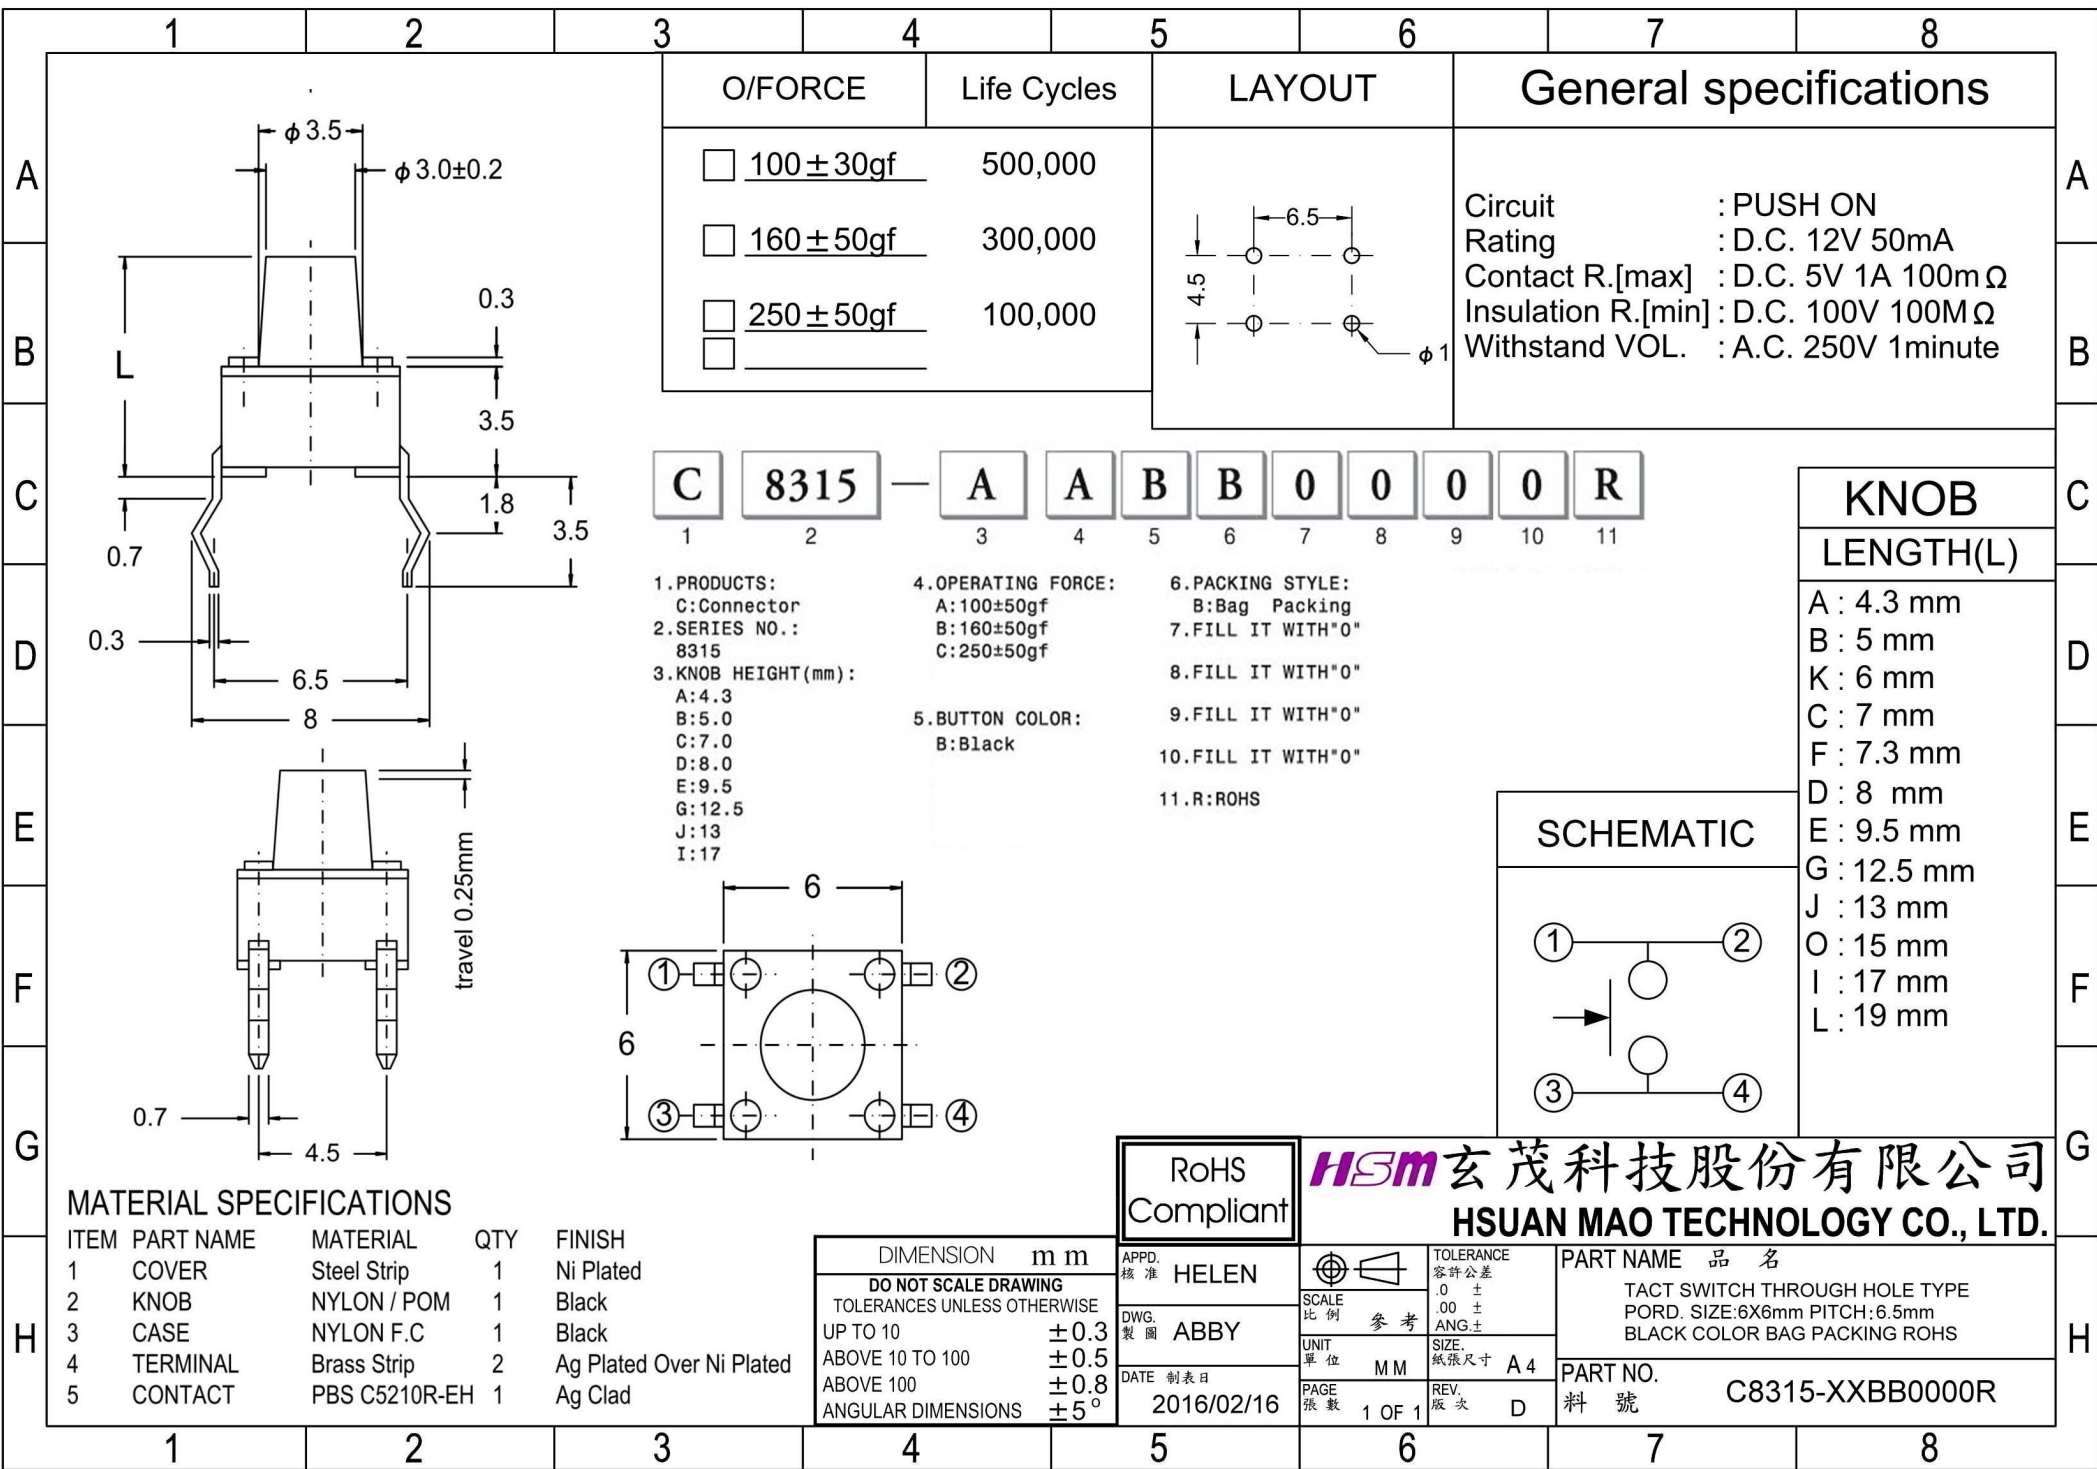 1 2 3 4 5 6 7 8
A
B
C
D
E
F
G
H
φ3.5
φ3.0±0.2
L
0.3
3.5
1.8
3.5
0.7
0.3
6.5
8
travel 0.25mm
0.7
4.5
O/FORCE Life Cycles
100±30gf 500,000
160±50gf 300,000
250±50gf 100,000
LAYOUT
6.5
4.5
φ1
General specifications
Circuit : PUSH ON
Rating : D.C. 12V 50mA
Contact R.[max] : D.C. 5V 1A 100mΩ
Insulation R.[min] : D.C. 100V 100MΩ
Withstand VOL. : A.C. 250V 1minute
C 8315 — A A B B 0 0 0 0 R
1 2 3 4 5 6 7 8 9 10 11
1.PRODUCTS:
C:Connector
2.SERIES NO.:
8315
3.KNOB HEIGHT(mm):
A:4.3
B:5.0
C:7.0
D:8.0
E:9.5
G:12.5
J:13
I:17
4.OPERATING FORCE:
A:100±50gf
B:160±50gf
C:250±50gf
5.BUTTON COLOR:
B:Black
6.PACKING STYLE:
B:Bag Packing
7.FILL IT WITH"0"
8.FILL IT WITH"0"
9.FILL IT WITH"0"
10.FILL IT WITH"0"
11.R:ROHS
KNOB
LENGTH(L)
A : 4.3 mm
B : 5 mm
K : 6 mm
C : 7 mm
F : 7.3 mm
D : 8 mm
E : 9.5 mm
G : 12.5 mm
J : 13 mm
O : 15 mm
I : 17 mm
L : 19 mm
SCHEMATIC
① ②
③ ④
6
6
① ②
③ ④
MATERIAL SPECIFICATIONS
ITEM PART NAME MATERIAL QTY FINISH
1 COVER Steel Strip 1 Ni Plated
2 KNOB NYLON / POM 1 Black
3 CASE NYLON F.C 1 Black
4 TERMINAL Brass Strip 2 Ag Plated Over Ni Plated
5 CONTACT PBS C5210R-EH 1 Ag Clad
DIMENSION mm
DO NOT SCALE DRAWING
TOLERANCES UNLESS OTHERWISE
UP TO 10 ±0.3
ABOVE 10 TO 100 ±0.5
ABOVE 100 ±0.8
ANGULAR DIMENSIONS ±5°
RoHS
Compliant
HSM 玄茂科技股份有限公司
HSUAN MAO TECHNOLOGY CO., LTD.
APPD.
核 准 HELEN
DWG.
製 圖 ABBY
DATE 制表日
2016/02/16
SCALE
比 例 參 考
UNIT
單 位 MM
PAGE
張 數 1 OF 1
TOLERANCE
容許公差
.0 ±
.00 ±
ANG.±
SIZE.
紙張尺寸 A4
REV.
版 次 D
PART NAME 品 名
TACT SWITCH THROUGH HOLE TYPE
PORD. SIZE:6X6mm PITCH:6.5mm
BLACK COLOR BAG PACKING ROHS
PART NO.
料 號 C8315-XXBB0000R
A
B
C
D
E
F
G
H
1 2 3 4 5 6 7 8